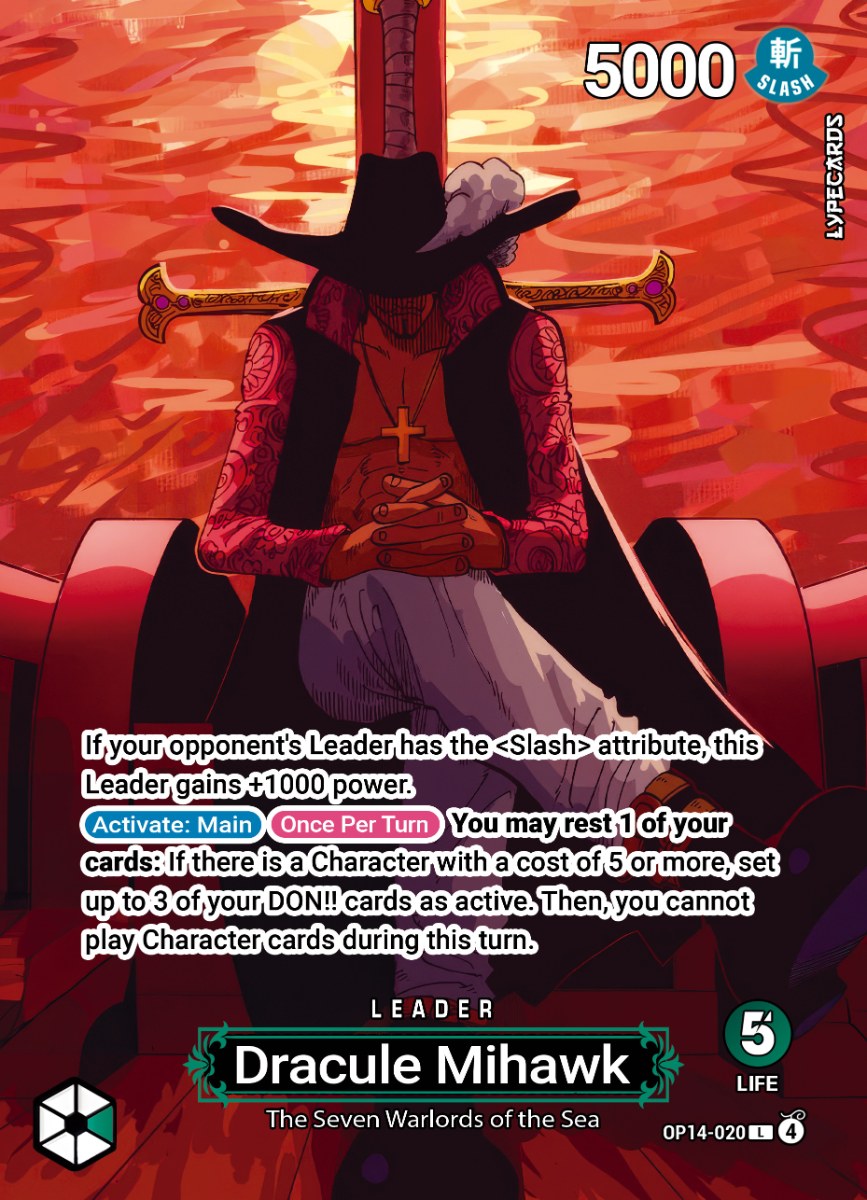 5000
斬
SLASH
LYPECARDS
If your opponent's Leader has the <Slash> attribute, this
Leader gains +1000 power.
Activate: Main Once Per Turn You may rest 1 of your
cards: If there is a Character with a cost of 5 or more, set
up to 3 of your DON!! cards as active. Then, you cannot
play Character cards during this turn.
LEADER
Dracule Mihawk
5
LIFE
The Seven Warlords of the Sea
OP14-020 L 4